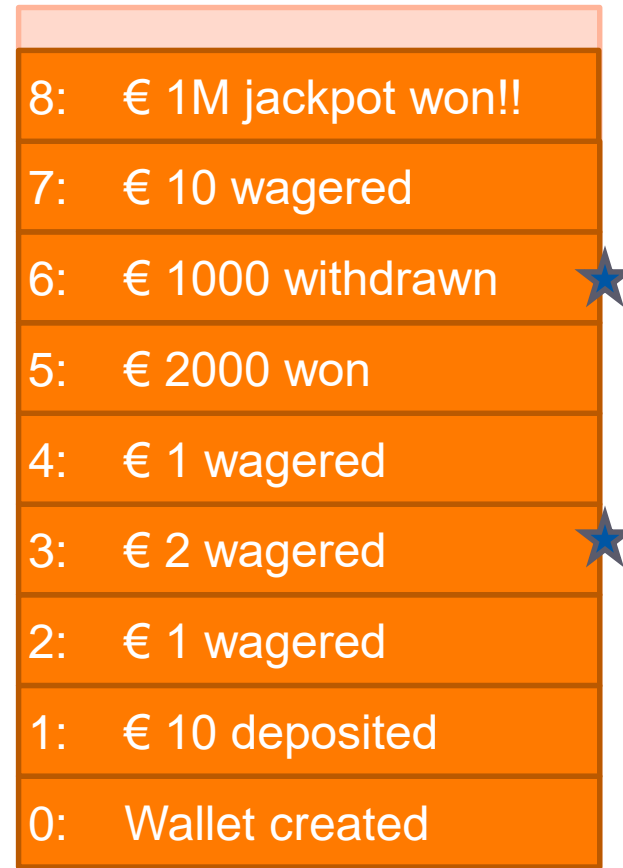 8: € 1M jackpot won!!
7: € 10 wagered
6: € 1000 withdrawn
5: € 2000 won
4: € 1 wagered
3: € 2 wagered
2: € 1 wagered
1: € 10 deposited
0: Wallet created